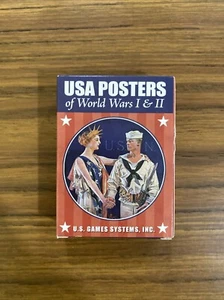 USA POSTERS
of World Wars I & II
U.S. GAMES SYSTEMS, INC.